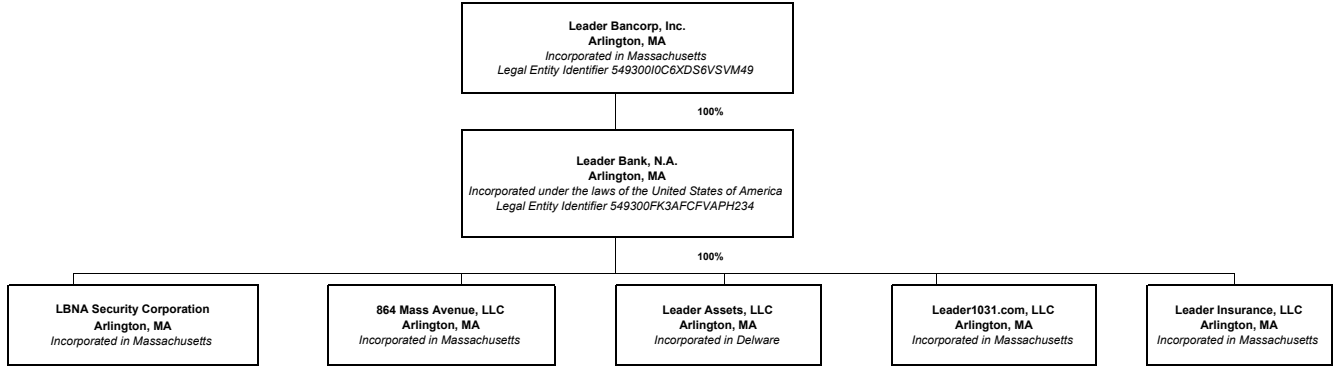 Leader Bancorp, Inc.
Arlington, MA
Incorporated in Massachusetts
Legal Entity Identifier 549300I0C6XDS6VSVM49
100%
Leader Bank, N.A.
Arlington, MA
Incorporated under the laws of the United States of America
Legal Entity Identifier 549300FK3AFCFVAPH234
100%
LBNA Security Corporation
Arlington, MA
Incorporated in Massachusetts
864 Mass Avenue, LLC
Arlington, MA
Incorporated in Massachusetts
Leader Assets, LLC
Arlington, MA
Incorporated in Delware
Leader1031.com, LLC
Arlington, MA
Incorporated in Massachusetts
Leader Insurance, LLC
Arlington, MA
Incorporated in Massachusetts